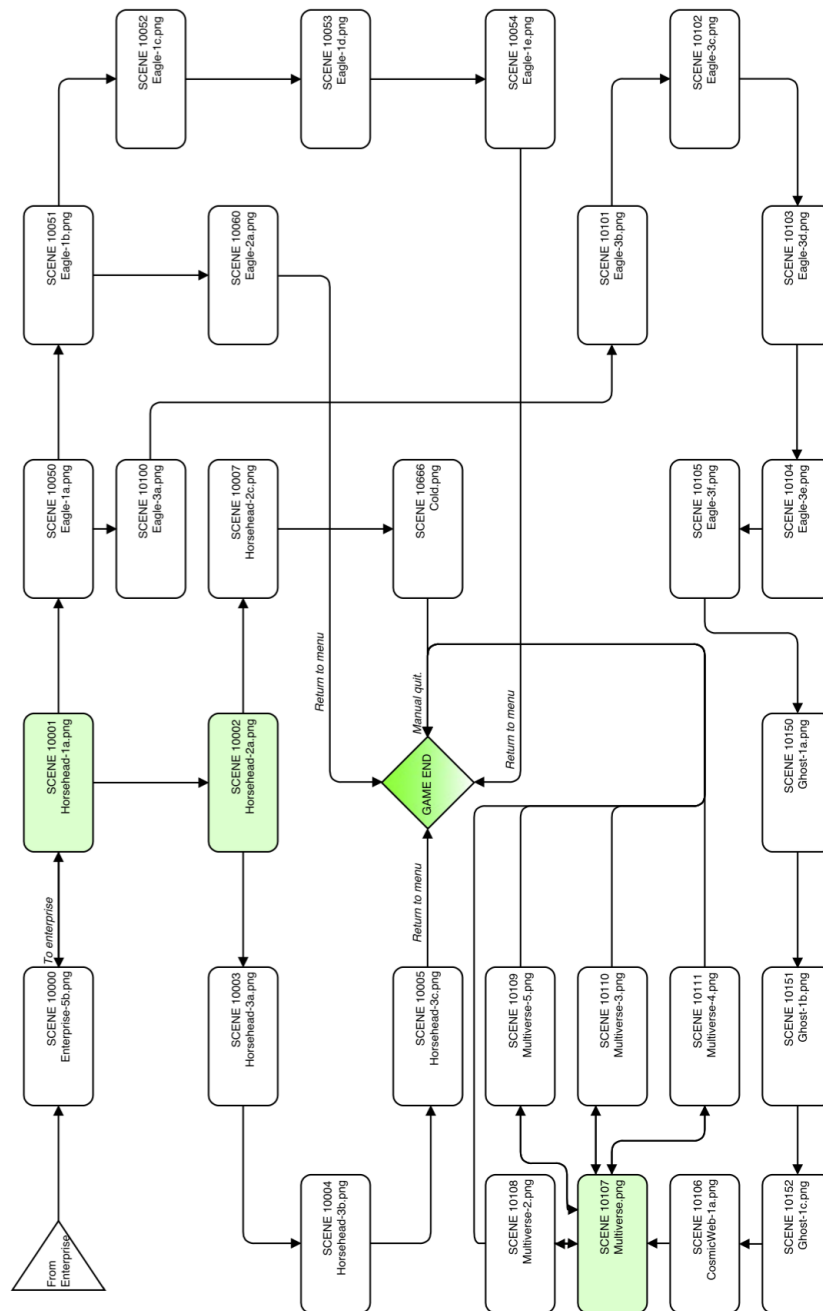 SCENE 10052
Eagle-1c.png
SCENE 10053
Eagle-1d.png
SCENE 10054
Eagle-1e.png
SCENE 10102
Eagle-3c.png
SCENE 10051
Eagle-1b.png
SCENE 10060
Eagle-2a.png
SCENE 10101
Eagle-3b.png
SCENE 10103
Eagle-3d.png
SCENE 10050
Eagle-1a.png
SCENE 10100
Eagle-3a.png
SCENE 10007
Horsehead-2c.png
SCENE 10666
Cold.png
SCENE 10105
Eagle-3f.png
SCENE 10104
Eagle-3e.png
Return to menu
Manual quit.
Return to menu
SCENE 10001
Horsehead-1a.png
SCENE 10002
Horsehead-2a.png
GAME END
SCENE 10150
Ghost-1a.png
To enterprise
Return to menu
SCENE 10000
Enterprise-5b.png
SCENE 10003
Horsehead-3a.png
SCENE 10005
Horsehead-3c.png
SCENE 10109
Multiverse-5.png
SCENE 10110
Multiverse-3.png
SCENE 10111
Multiverse-4.png
SCENE 10151
Ghost-1b.png
From
Enterprise
SCENE 10004
Horsehead-3b.png
SCENE 10108
Multiverse-2.png
SCENE 10107
Multiverse.png
SCENE 10106
CosmicWeb-1a.png
SCENE 10152
Ghost-1c.png